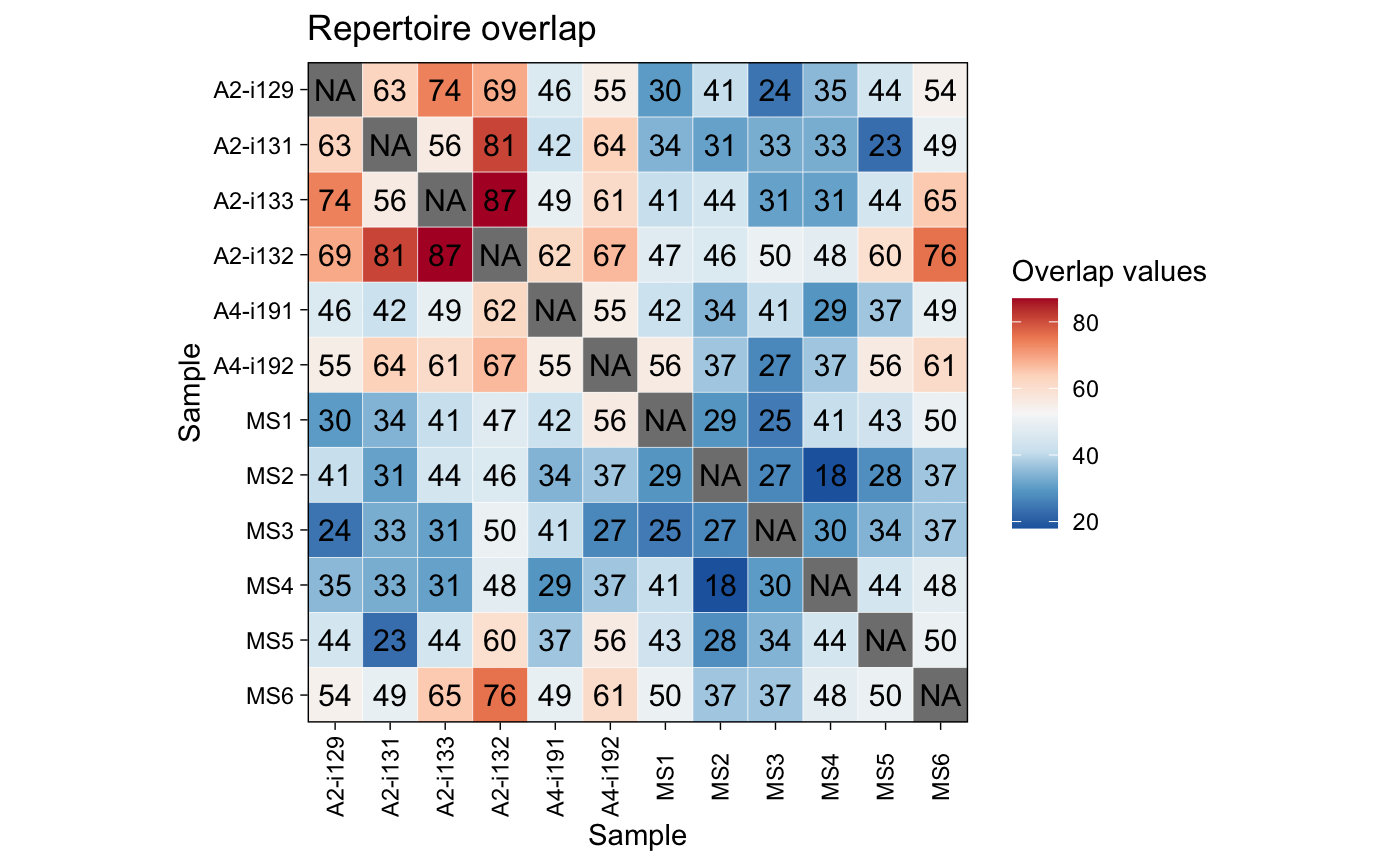 Repertoire overlap
A2-i129 NA 63 74 69 46 55 30 41 24 35 44 54
A2-i131 63 NA 56 81 42 64 34 31 33 33 23 49
A2-i133 74 56 NA 87 49 61 41 44 31 31 44 65
A2-i132 69 81 87 NA 62 67 47 46 50 48 60 76
A4-i191 46 42 49 62 NA 55 42 34 41 29 37 49
A4-i192 55 64 61 67 55 NA 56 37 27 37 56 61
MS1 30 34 41 47 42 56 NA 29 25 41 43 50
MS2 41 31 44 46 34 37 29 NA 27 18 28 37
MS3 24 33 31 50 41 27 25 27 NA 30 34 37
MS4 35 33 31 48 29 37 41 18 30 NA 44 48
MS5 44 23 44 60 37 56 43 28 34 44 NA 50
MS6 54 49 65 76 49 61 50 37 37 48 50 NA
A2-i129 A2-i131 A2-i133 A2-i132 A4-i191 A4-i192 MS1 MS2 MS3 MS4 MS5 MS6
Sample
Sample
Overlap values
80
60
40
20